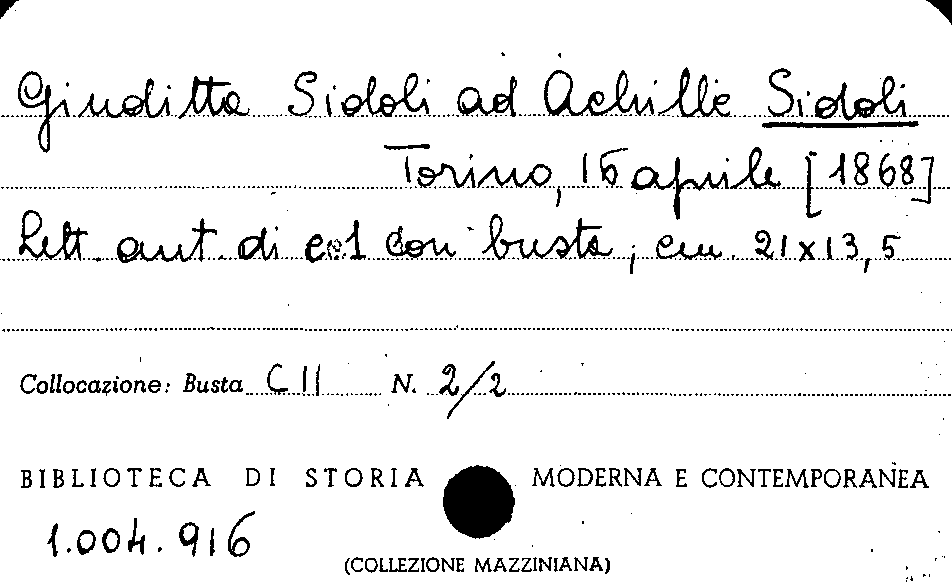 Giuditta Sidoli ad Achille Sidoli
Torino, 15 aprile [1868]
Lett. aut. di c.1 con busta; cm. 21x13,5
Collocazione: Busta C II N. 2/2
BIBLIOTECA DI STORIA MODERNA E CONTEMPORANEA
1.004.916
(COLLEZIONE MAZZINIANA)